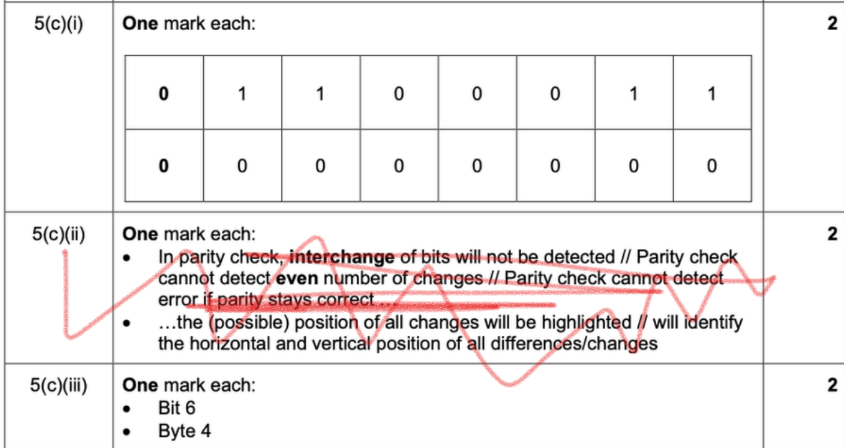 5(c)(i) One mark each: 2
0 1 1 0 0 0 1 1
0 0 0 0 0 0 0 0
5(c)(ii) One mark each: 2
• In parity check, interchange of bits will not be detected // Parity check
cannot detect even number of changes // Parity check cannot detect
error if parity stays correct …
• …the (possible) position of all changes will be highlighted // will identify
the horizontal and vertical position of all differences/changes
5(c)(iii) One mark each: 2
• Bit 6
• Byte 4